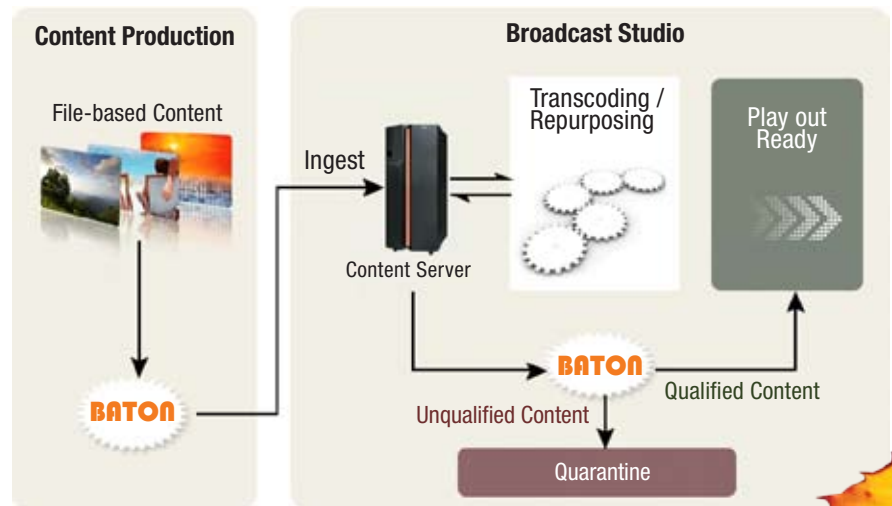 Content Production
File-based Content
BATON
Broadcast Studio
Ingest
Content Server
Transcoding /
Repurposing
Play out
Ready
BATON
Unqualified Content
Qualified Content
Quarantine